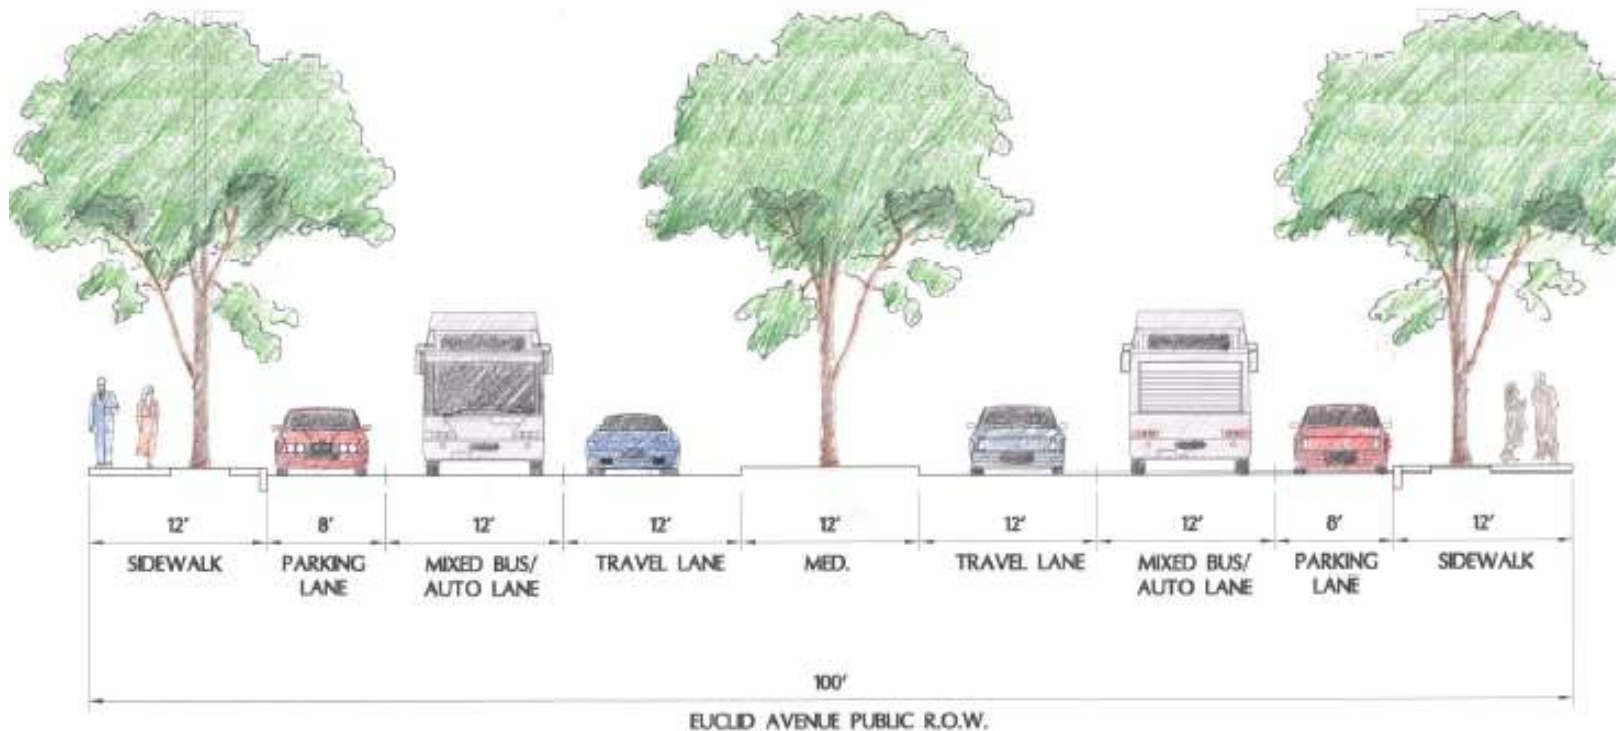 12' 8' 12' 12' 12' 12' 12' 8' 12'
SIDEWALK PARKING MIXED BUS/ TRAVEL LANE MED. TRAVEL LANE MIXED BUS/ PARKING SIDEWALK
LANE AUTO LANE AUTO LANE LANE
100'
EUCLID AVENUE PUBLIC R.O.W.